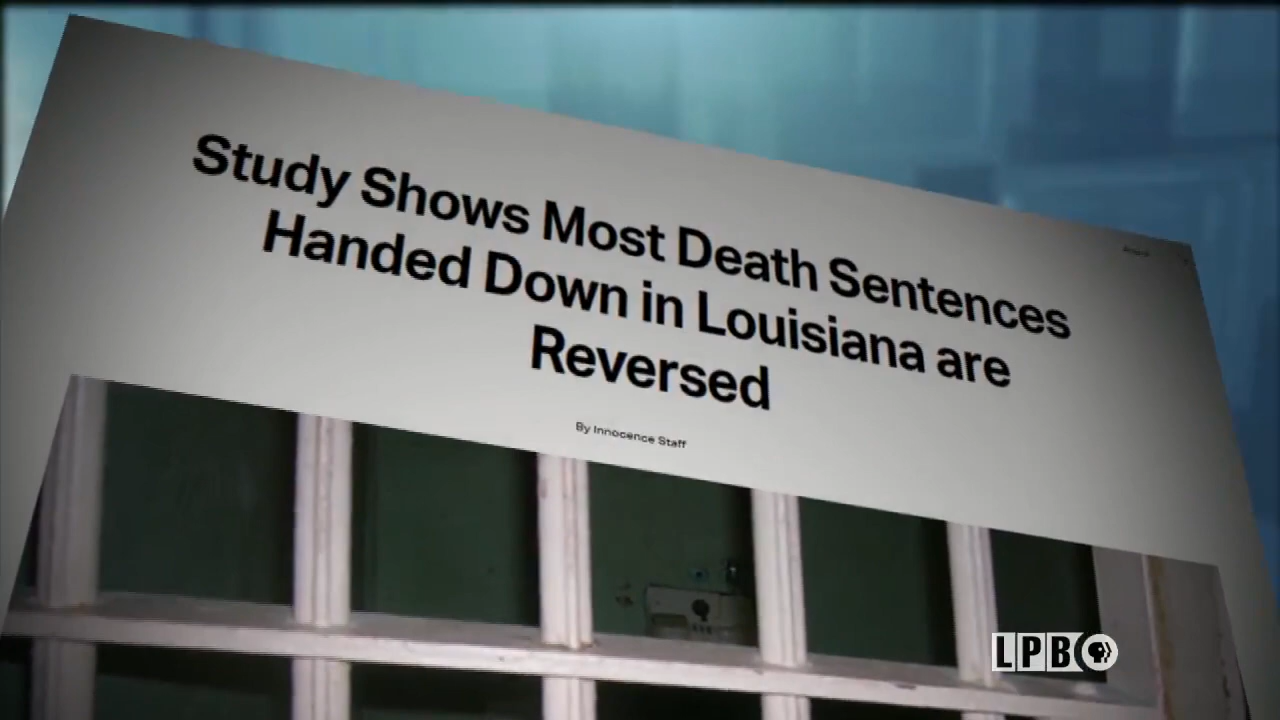 Study Shows Most Death Sentences
Handed Down in Louisiana are
Reversed
By Innocence Staff
LPB